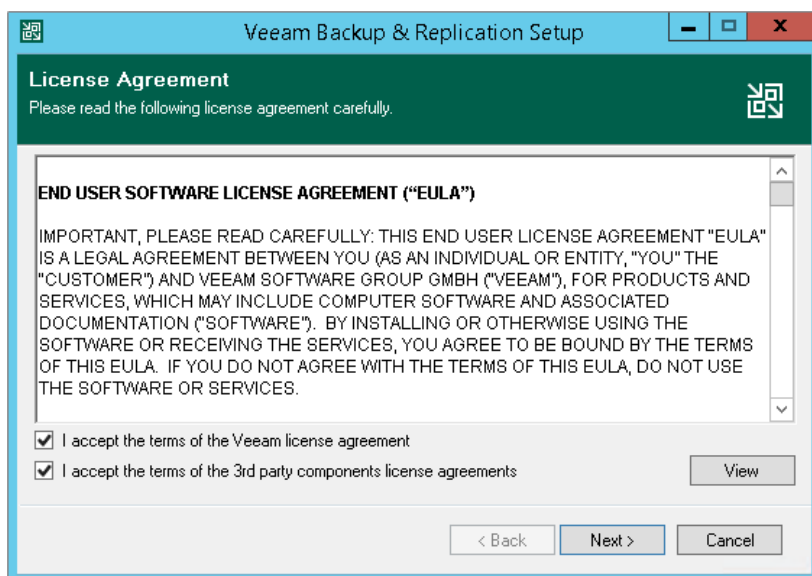 Veeam Backup & Replication Setup
License Agreement
Please read the following license agreement carefully.
END USER SOFTWARE LICENSE AGREEMENT (“EULA”)
IMPORTANT, PLEASE READ CAREFULLY: THIS END USER LICENSE AGREEMENT "EULA"
IS A LEGAL AGREEMENT BETWEEN YOU (AS AN INDIVIDUAL OR ENTITY, "YOU" THE
"CUSTOMER") AND VEEAM SOFTWARE GROUP GMBH ("VEEAM"), FOR PRODUCTS AND
SERVICES, WHICH MAY INCLUDE COMPUTER SOFTWARE AND ASSOCIATED
DOCUMENTATION ("SOFTWARE").  BY INSTALLING OR OTHERWISE USING THE
SOFTWARE OR RECEIVING THE SERVICES, YOU AGREE TO BE BOUND BY THE TERMS
OF THIS EULA.  IF YOU DO NOT AGREE WITH THE TERMS OF THIS EULA, DO NOT USE
THE SOFTWARE OR SERVICES.
I accept the terms of the Veeam license agreement
I accept the terms of the 3rd party components license agreements
View
< Back
Next >
Cancel